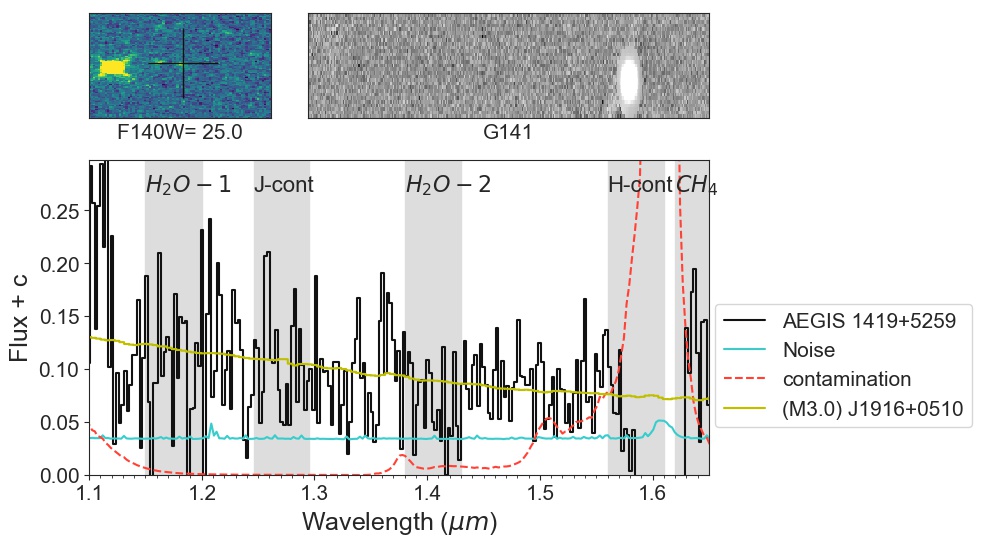 F140W= 25.0
G141
H₂O − 1
J-cont
H₂O − 2
H-cont
CH₄
0.25
0.20
0.15
0.10
0.05
0.00
Flux + c
1.1
1.2
1.3
1.4
1.5
1.6
Wavelength (μm)
AEGIS 1419+5259
Noise
contamination
(M3.0) J1916+0510